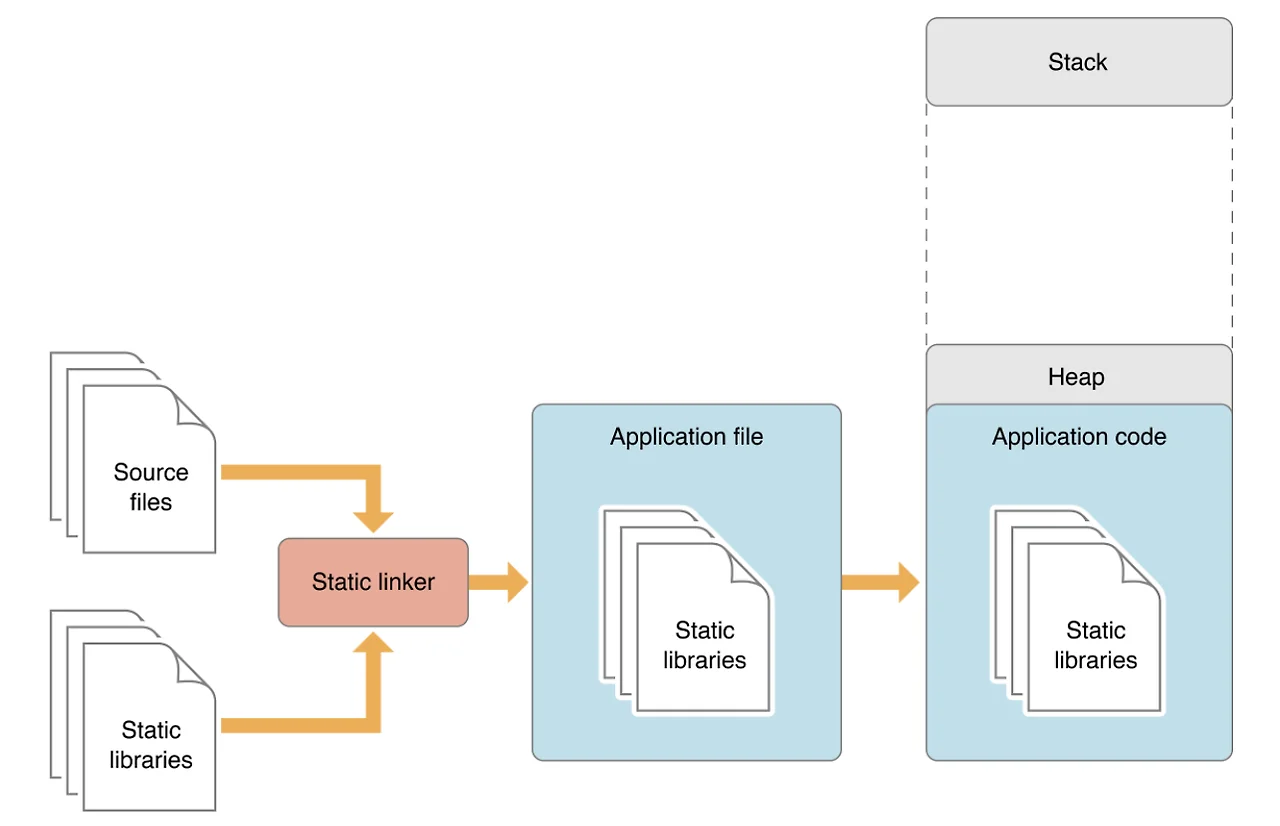 Stack
Heap
Application file
Application code
Source
files
Static linker
Static
libraries
Static
libraries
Static
libraries